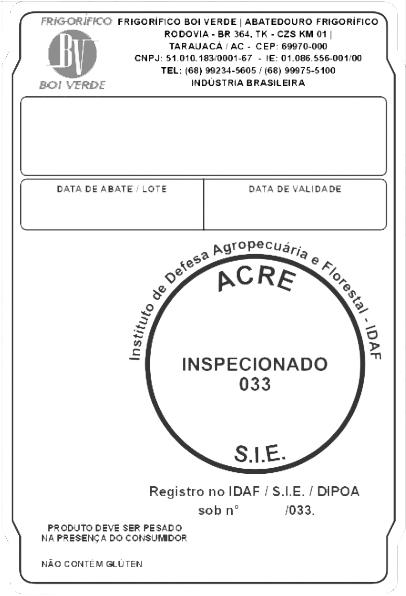 FRIGORÍFICO
BV
BOI VERDE
FRIGORÍFICO BOI VERDE | ABATEDOURO FRIGORÍFICO
RODOVIA - BR 364, TK - CZS KM 01 |
TARAUACÁ / AC - CEP: 69970-000
CNPJ: 51.010.183/0001-67 - IE: 01.086.556-001/00
TEL: (68) 99234-5605 / (68) 99975-5100
INDÚSTRIA BRASILEIRA
DATA DE ABATE / LOTE
DATA DE VALIDADE
Instituto de Defesa Agropecuária e Florestal - IDAF
ACRE
INSPECIONADO
033
S.I.E.
Registro no IDAF / S.I.E. / DIPOA
sob n° /033.
PRODUTO DEVE SER PESADO
NA PRESENÇA DO CONSUMIDOR
NÃO CONTÉM GLÚTEN